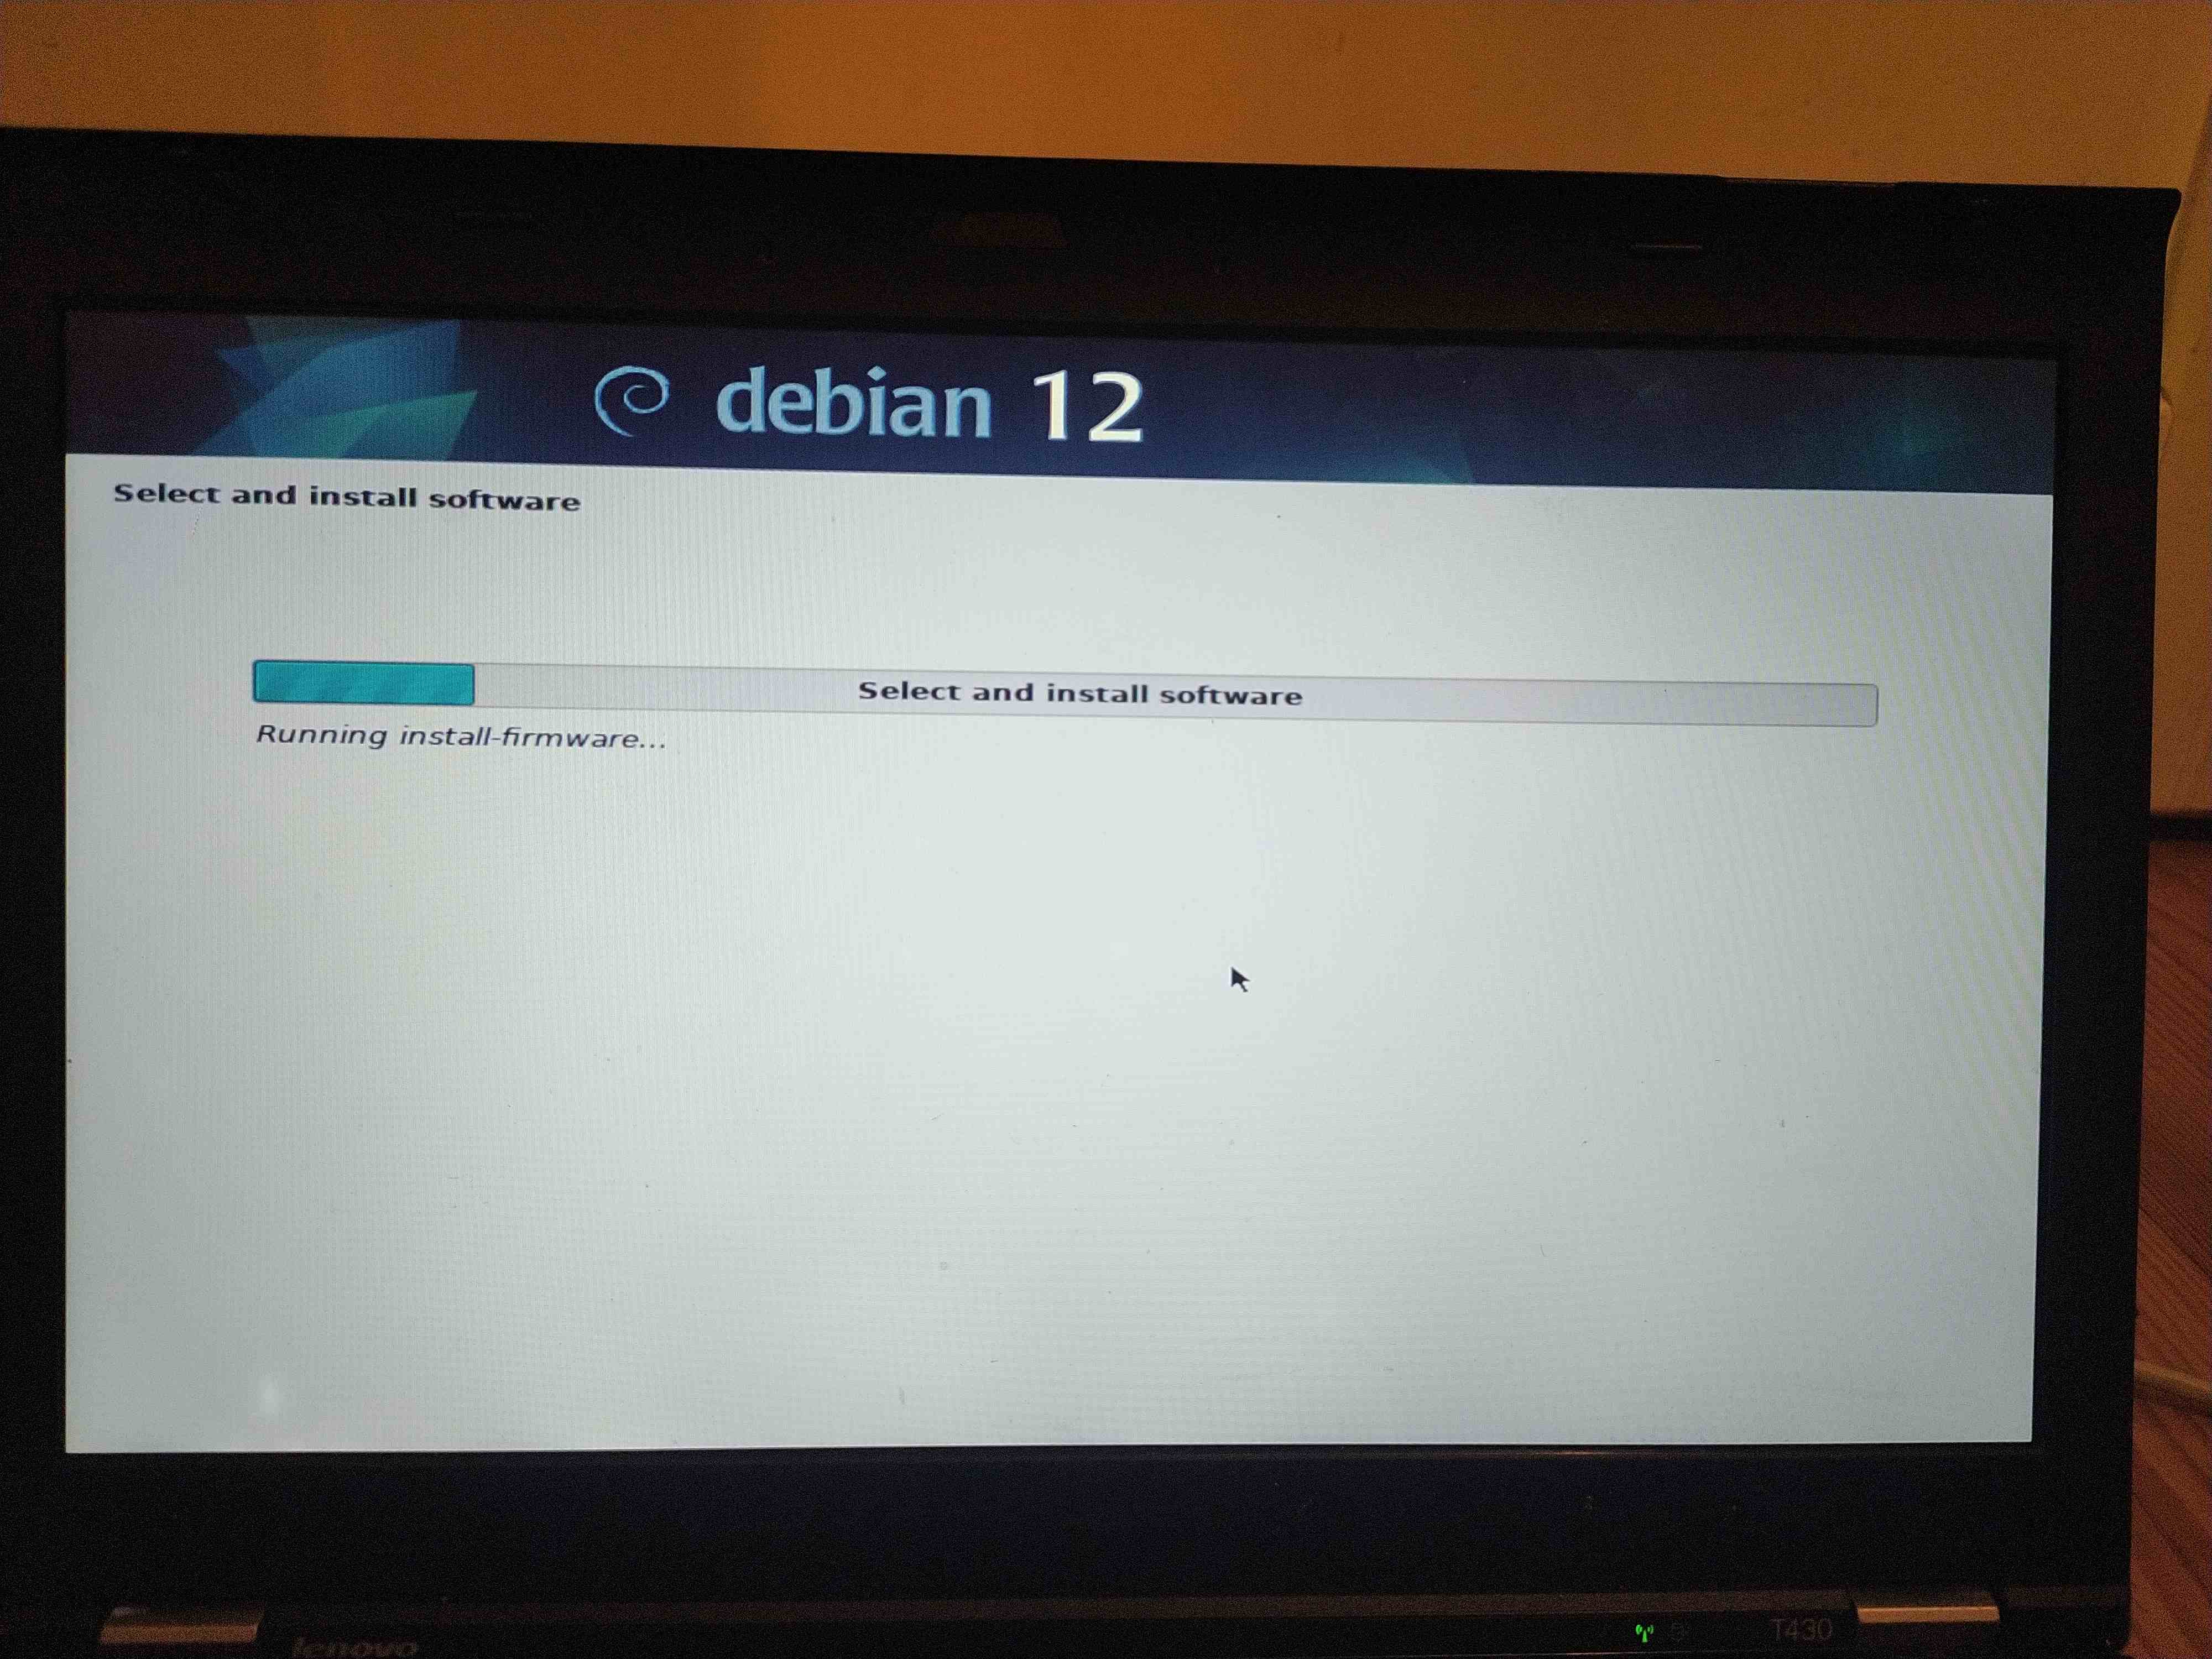 debian 12
Select and install software
Select and install software
Running install-firmware...
lenovo
T430